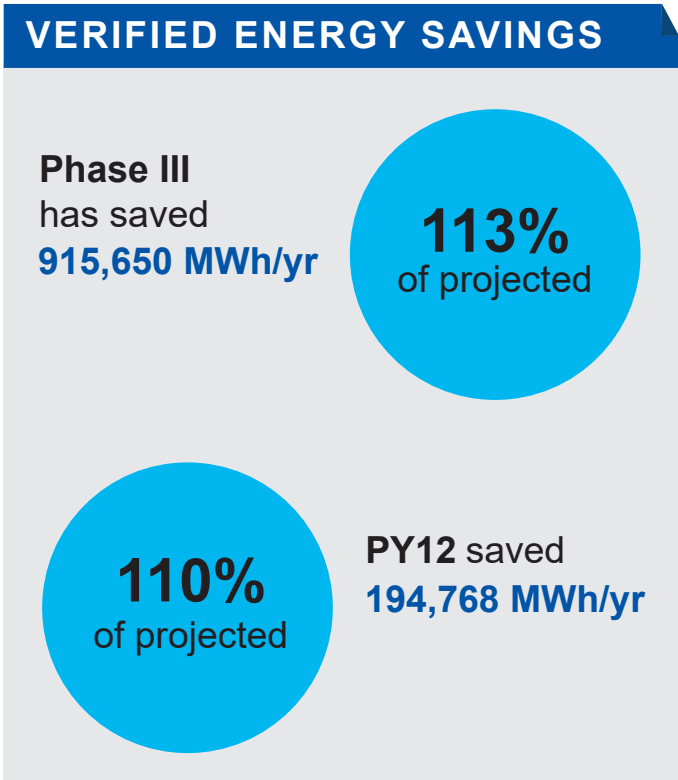 VERIFIED ENERGY SAVINGS
Phase III
has saved
915,650 MWh/yr
113%
of projected
110%
of projected
PY12 saved
194,768 MWh/yr